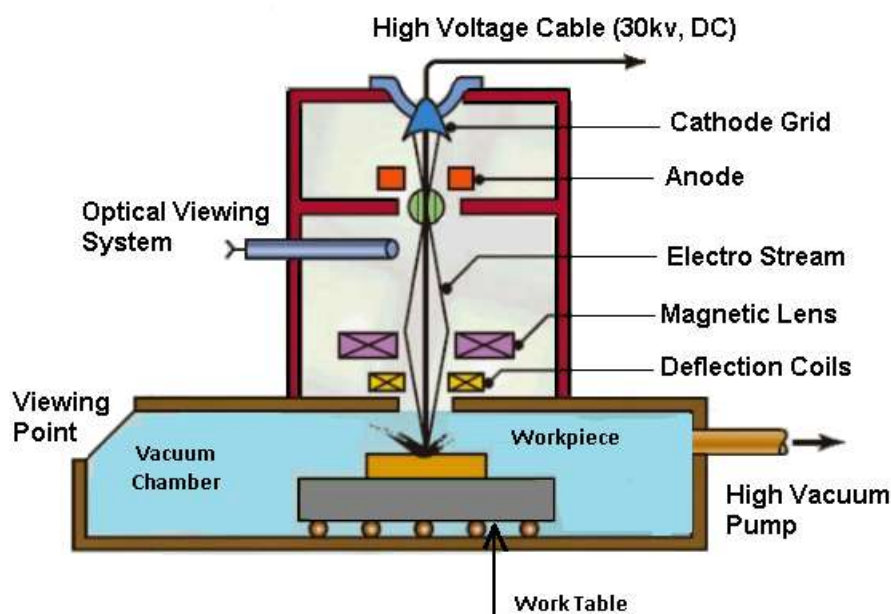 High Voltage Cable (30kv, DC)
Cathode Grid
Anode
Optical Viewing
System
Electro Stream
Magnetic Lens
Deflection Coils
Viewing
Point
Vacuum
Chamber
Workpiece
High Vacuum
Pump
Work Table